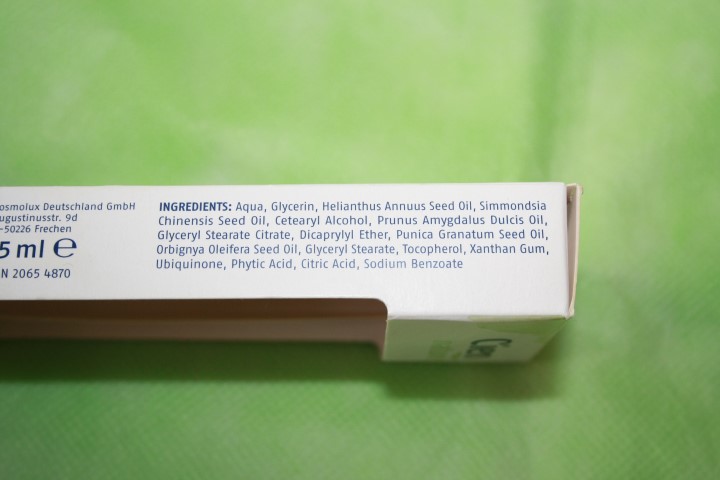 osmolux Deutschland GmbH
ugustinusstr. 9d
-50226 Frechen
5 ml e
N 2065 4870
INGREDIENTS: Aqua, Glycerin, Helianthus Annuus Seed Oil, Simmondsia
Chinensis Seed Oil, Cetearyl Alcohol, Prunus Amygdalus Dulcis Oil,
Glyceryl Stearate Citrate, Dicaprylyl Ether, Punica Granatum Seed Oil,
Orbignya Oleifera Seed Oil, Glyceryl Stearate, Tocopherol, Xanthan Gum,
Ubiquinone, Phytic Acid, Citric Acid, Sodium Benzoate